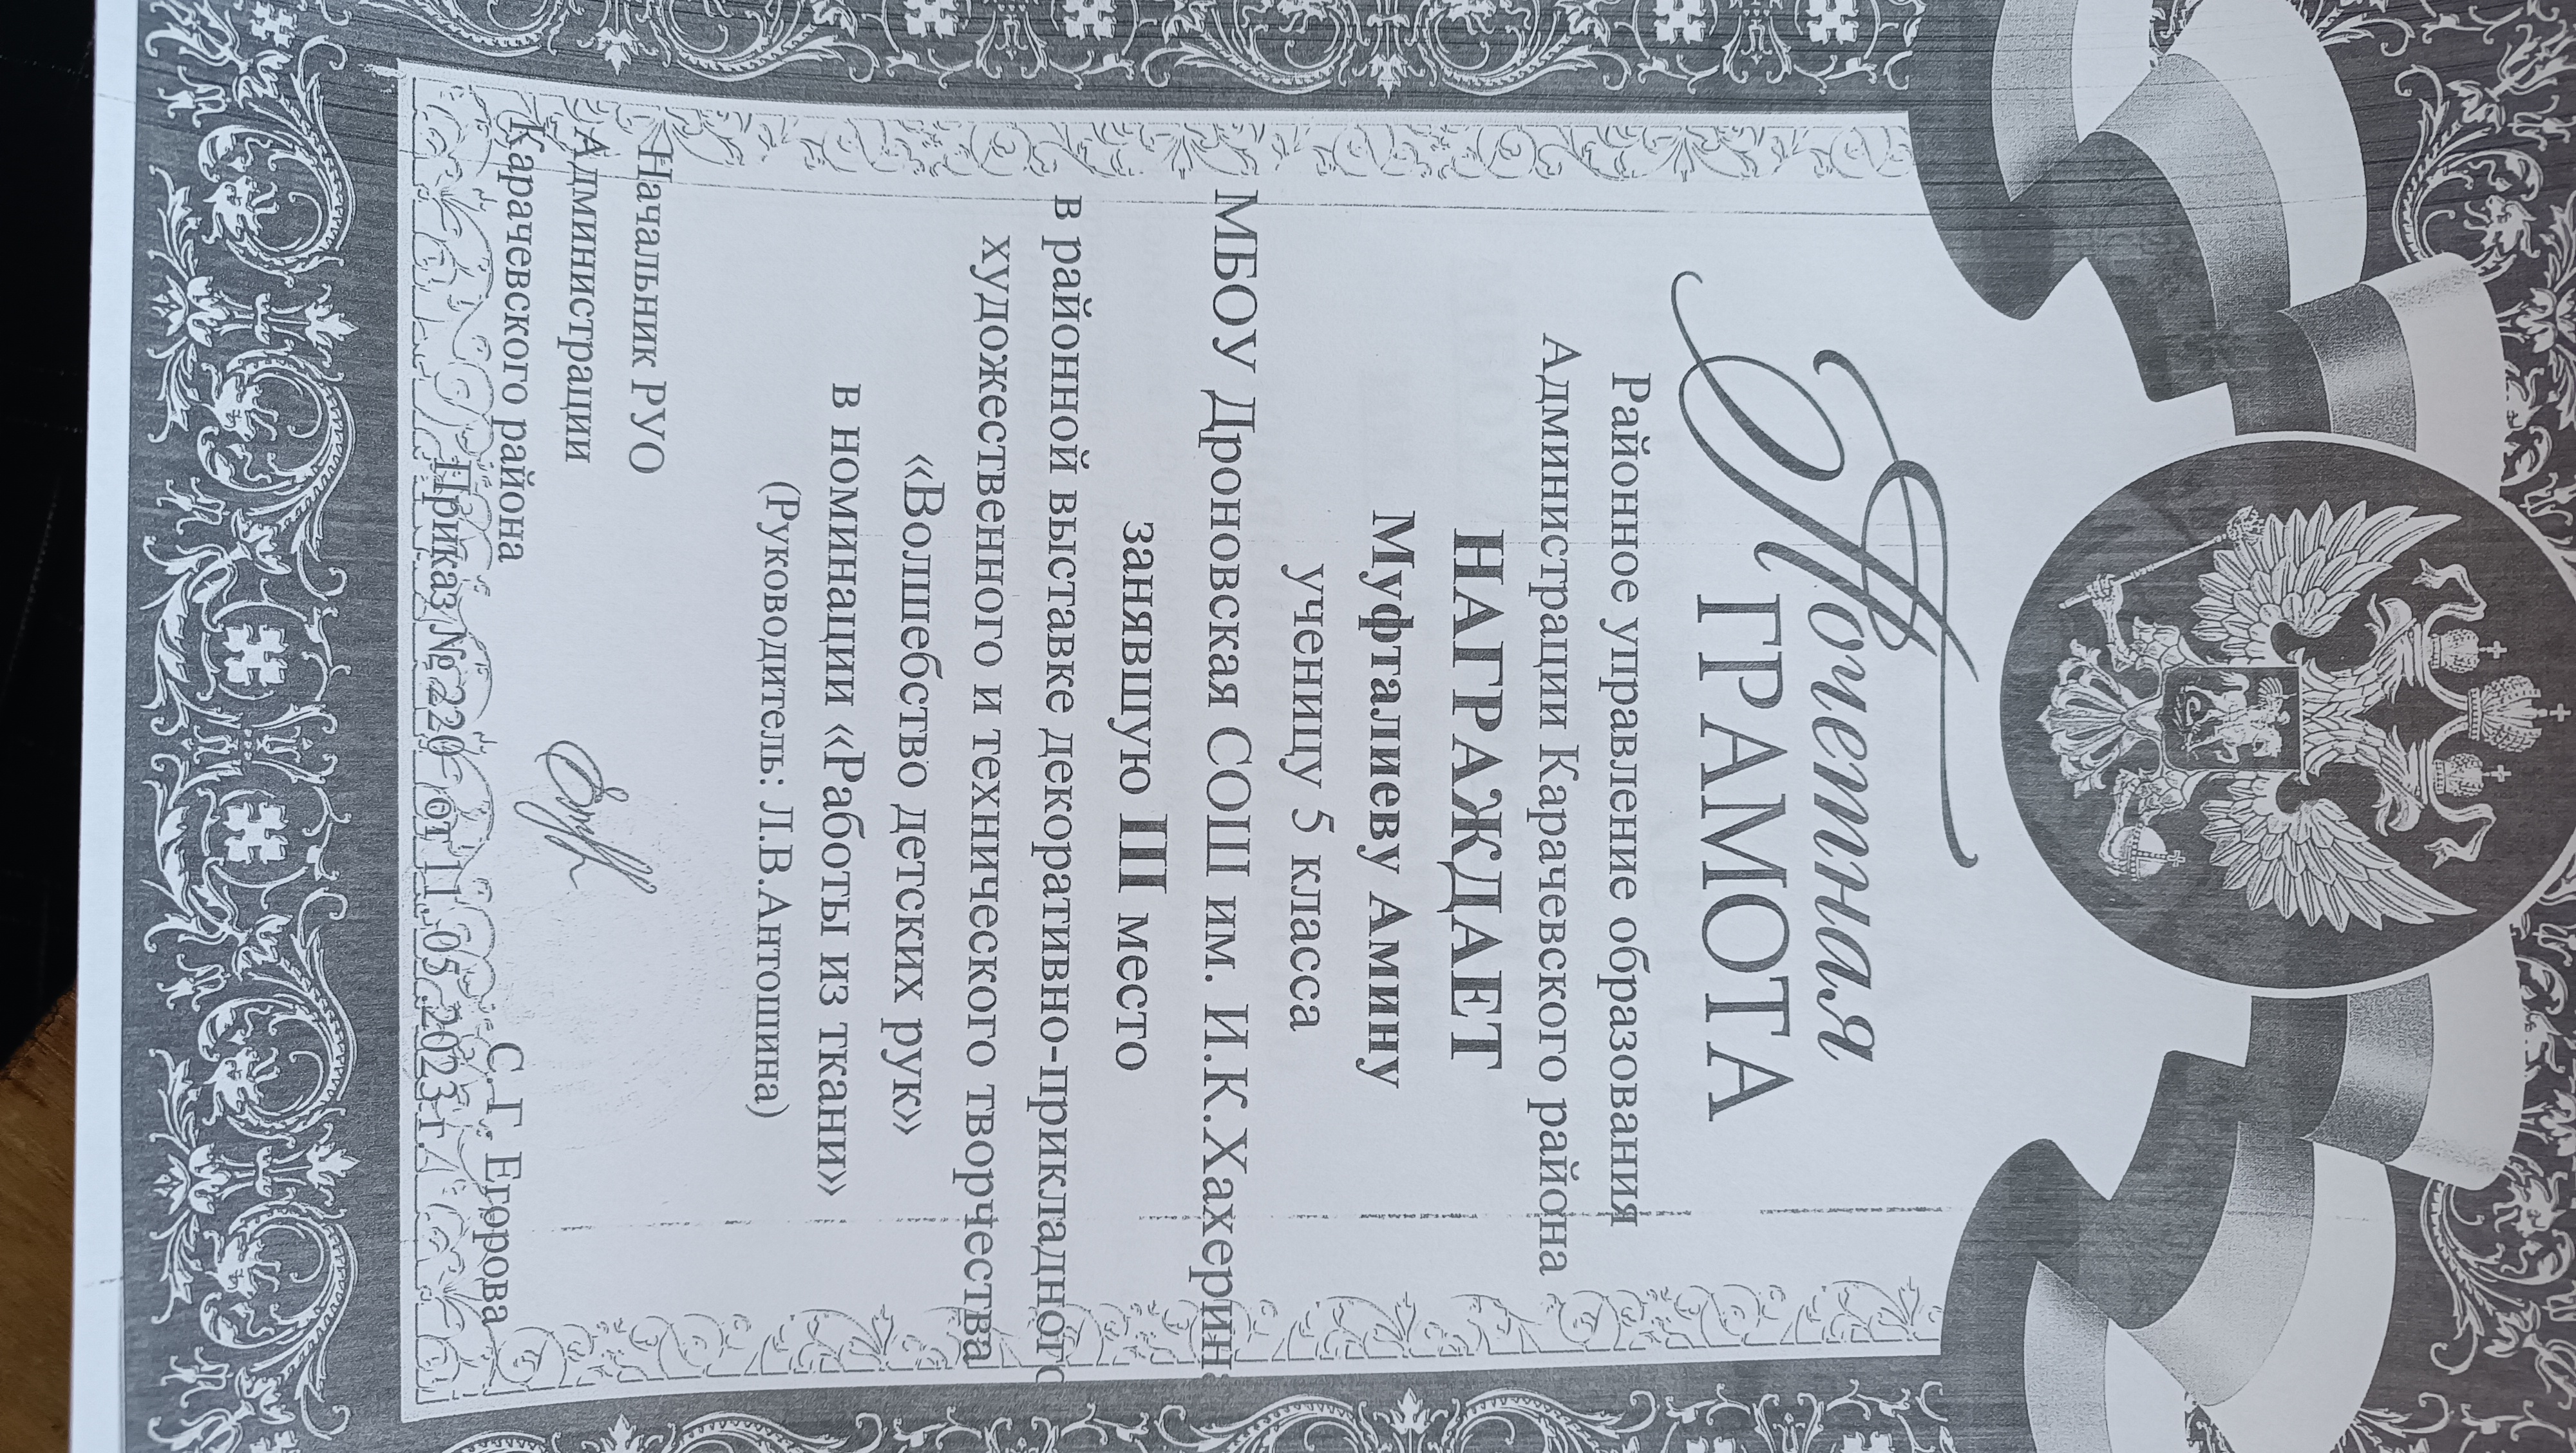 Почетная
ГРАМОТА
Районное управление образования
Администрации Карачевского района
НАГРАЖДАЕТ
Муфталиеву Амину
ученицу 5 класса
МБОУ Дроновская СОШ им. И.К.Хахерин
занявшую III место
в районной выставке декоративно-прикладного
художественного и технического творчества
«Волшебство детских рук»
в номинации «Работы из ткани»
(Руководитель: Л.В.Антошина)
Начальник РУО
Администрации
Карачевского района
С. Г. Егорова
Приказ № 220 от 11.05.2023 г.